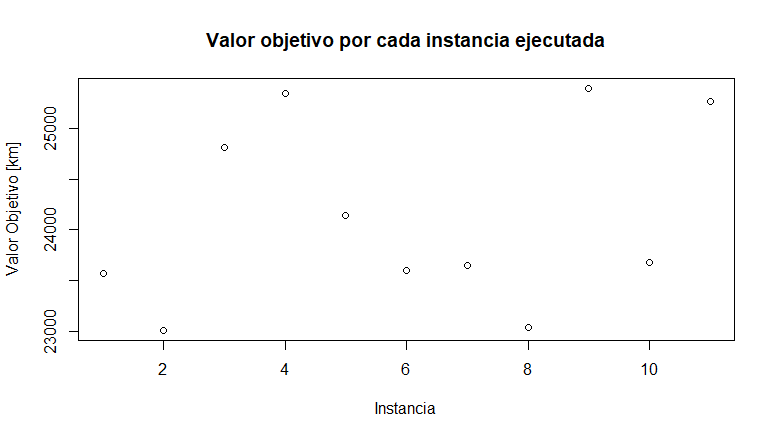 Valor objetivo por cada instancia ejecutada
Valor Objetivo [km]
25000
24000
23000
2 4 6 8 10
Instancia